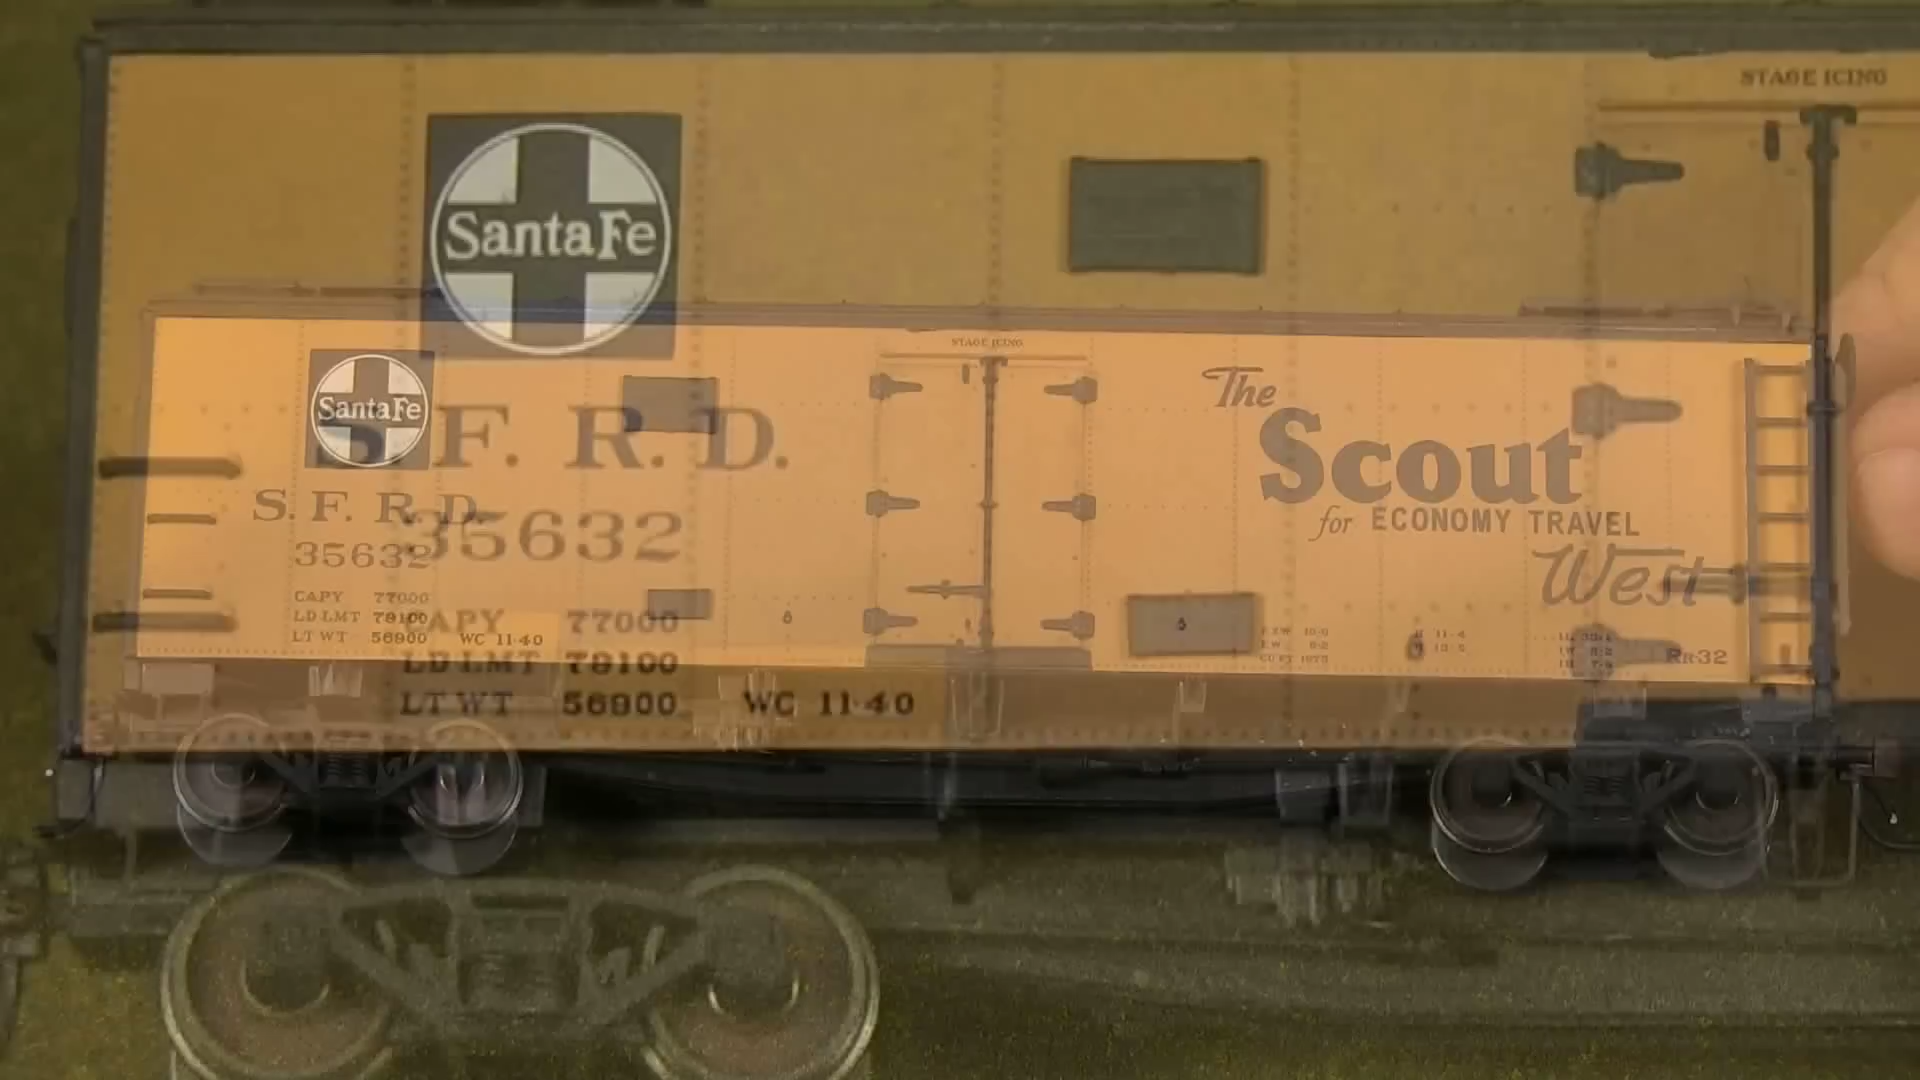 STAGE ICING
Santa Fe
S. F. R. D.
35632
CAPY 77000
LD LMT 78100
LT WT 56900 WC 11-40
STAGE ICING
Santa Fe
S. F. R. D.
35632
CAPY 77000
LD LMT 78100
LT WT 56900 WC 11-40
The
Scout
for ECONOMY TRAVEL
West
RR-32